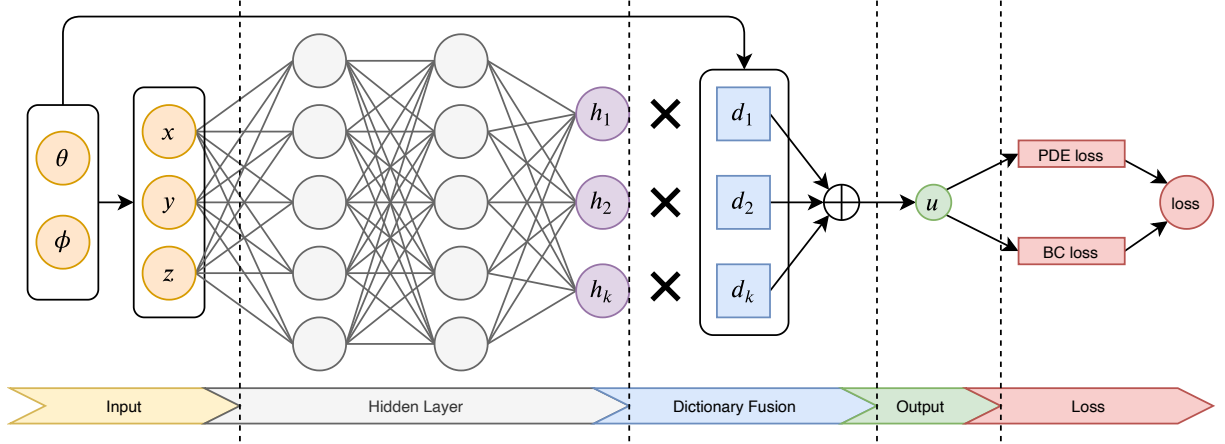 θ
ϕ
x
y
z
h₁
h₂
hₖ
×
×
×
d₁
d₂
dₖ
u
PDE loss
BC loss
loss
Input
Hidden Layer
Dictionary Fusion
Output
Loss